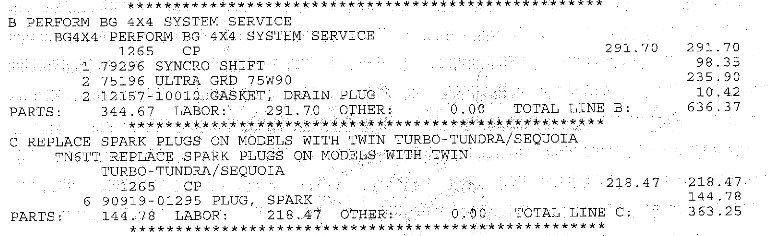 ****************************************************
B PERFORM BG 4X4 SYSTEM SERVICE
BG4X4 PERFORM BG 4X4 SYSTEM SERVICE
1265 CP 291.70 291.70
1 79296 SYNCRO SHIFT 98.35
2 75196 ULTRA GRD 75W90 235.90
2 12157-10010 GASKET, DRAIN PLUG 10.42
PARTS: 344.67 LABOR: 291.70 OTHER: 0.00 TOTAL LINE B: 636.37
****************************************************
C REPLACE SPARK PLUGS ON MODELS WITH TWIN TURBO-TUNDRA/SEQUOIA
TN6TT REPLACE SPARK PLUGS ON MODELS WITH TWIN
TURBO-TUNDRA/SEQUOIA
1265 CP 218.47 218.47
6 90919-01295 PLUG, SPARK 144.78
PARTS: 144.78 LABOR: 218.47 OTHER: 0.00 TOTAL LINE C: 363.25
****************************************************